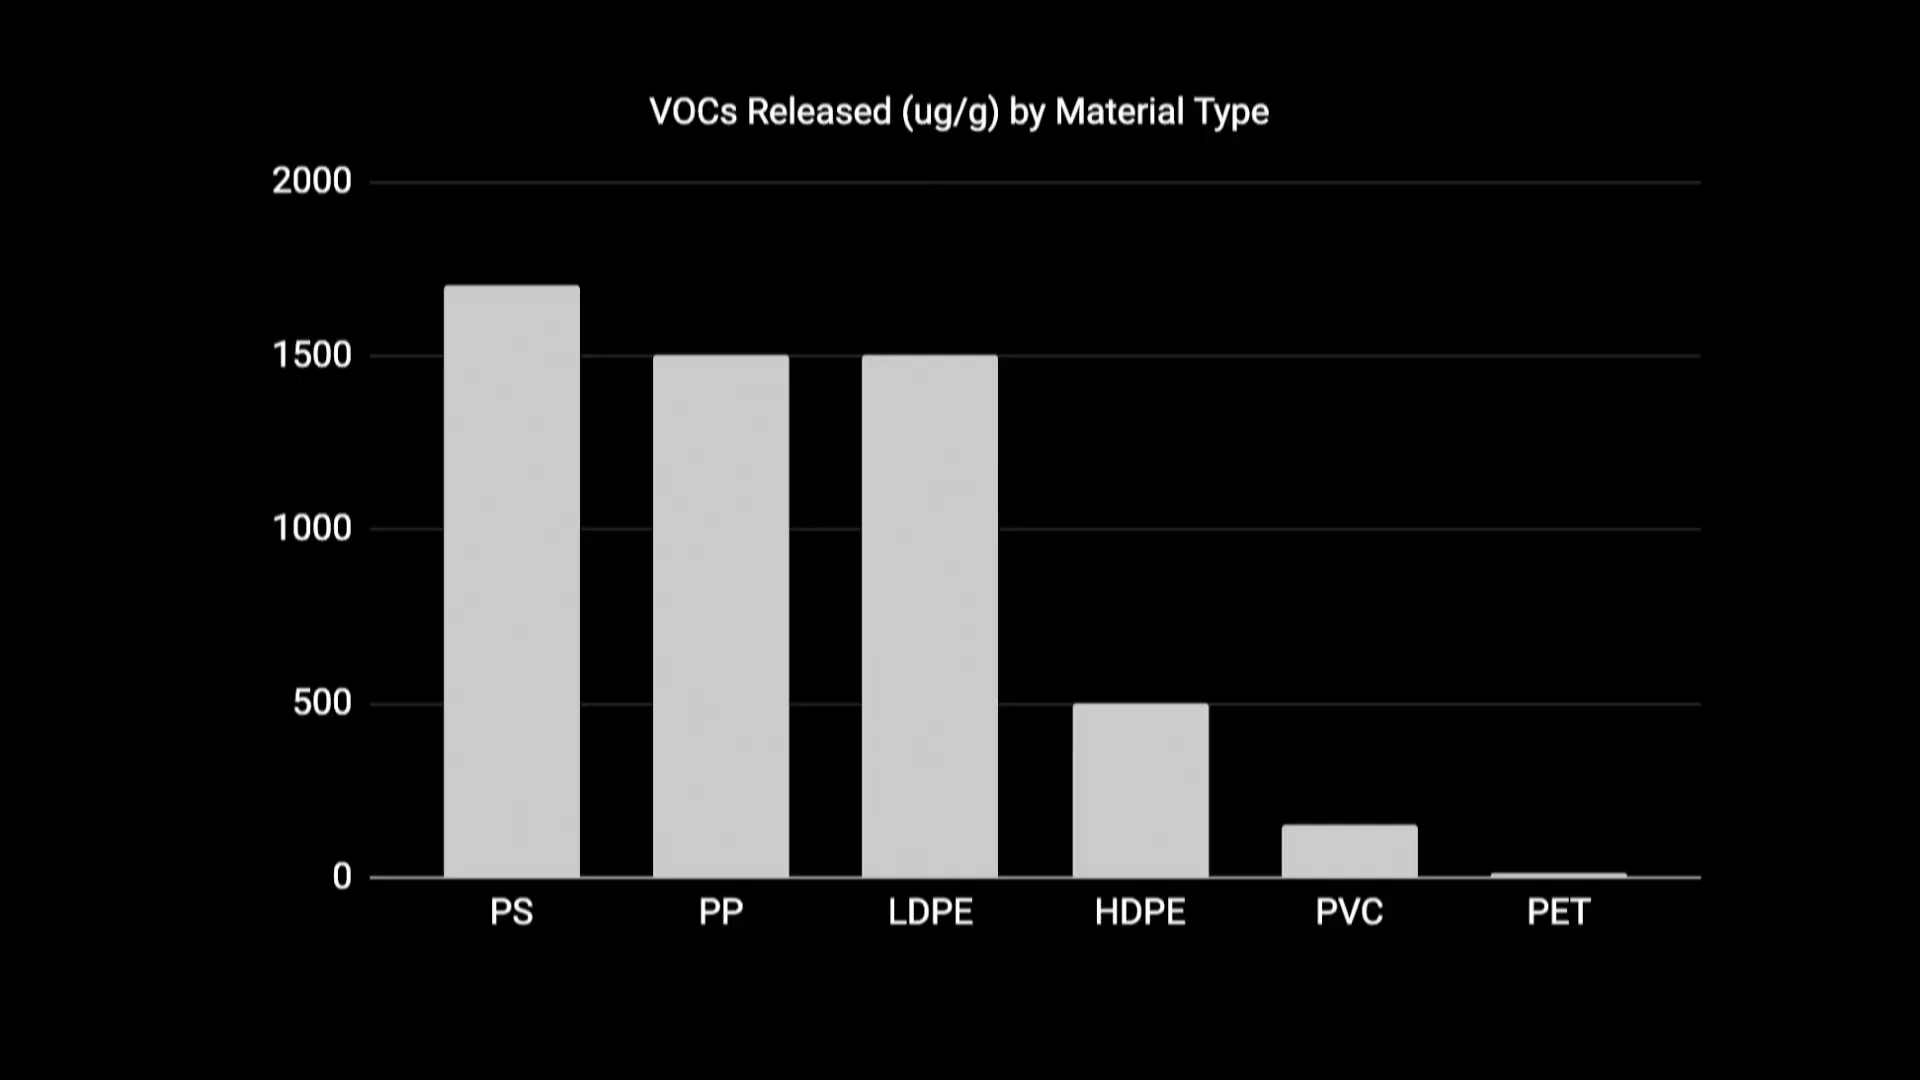 VOCs Released (ug/g) by Material Type
2000
1500
1000
500
0
PS PP LDPE HDPE PVC PET